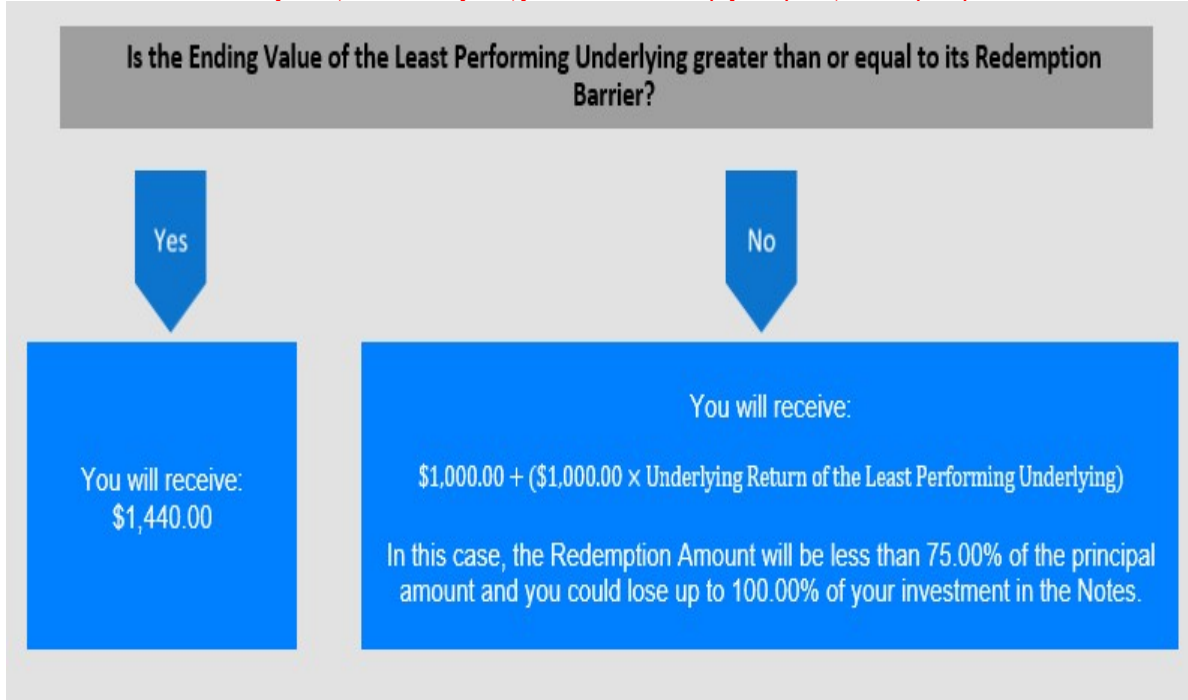 Is the Ending Value of the Least Performing Underlying greater than or equal to its Redemption
Barrier?
Yes
No
You will receive:
$1,440.00
You will receive:
$1,000.00 + ($1,000.00 × Underlying Return of the Least Performing Underlying)
In this case, the Redemption Amount will be less than 75.00% of the principal
amount and you could lose up to 100.00% of your investment in the Notes.